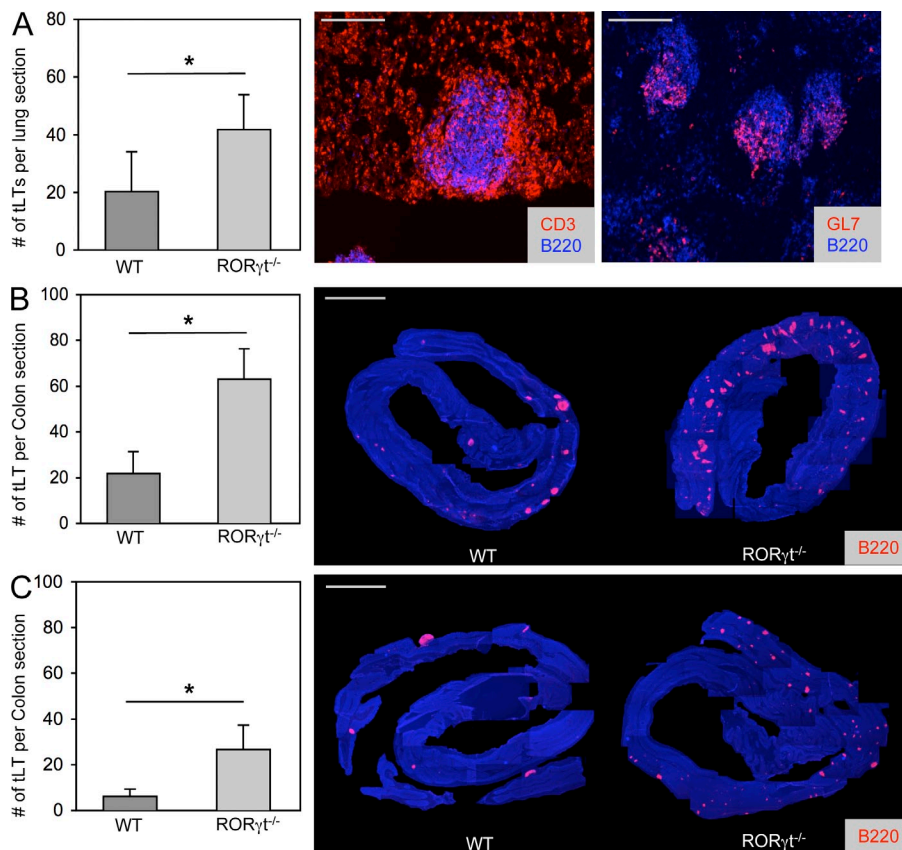 A
# of tLTs per lung section
80
60
40
20
0
*
WT
RORγt-/-
CD3
B220
GL7
B220
B
# of tLT per Colon section
100
80
60
40
20
0
*
WT
RORγt-/-
WT
RORγt-/-
B220
C
# of tLT per Colon section
100
80
60
40
20
0
*
WT
RORγt-/-
WT
RORγt-/-
B220